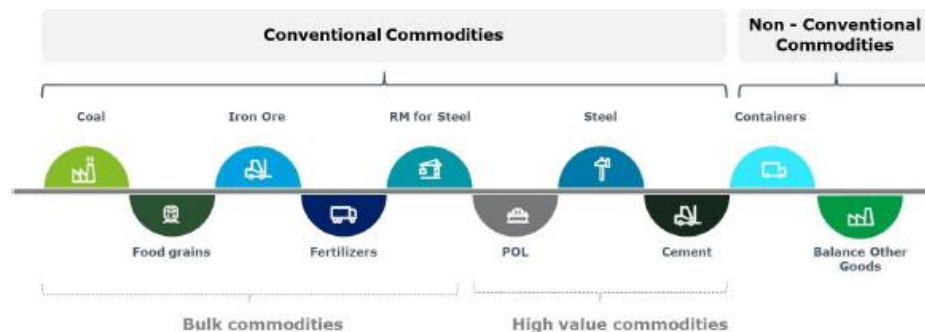 Conventional Commodities
Non - Conventional
Commodities
Coal
Iron Ore
RM for Steel
Steel
Containers
Food grains
Fertilizers
POL
Cement
Balance Other
Goods
Bulk commodities
High value commodities